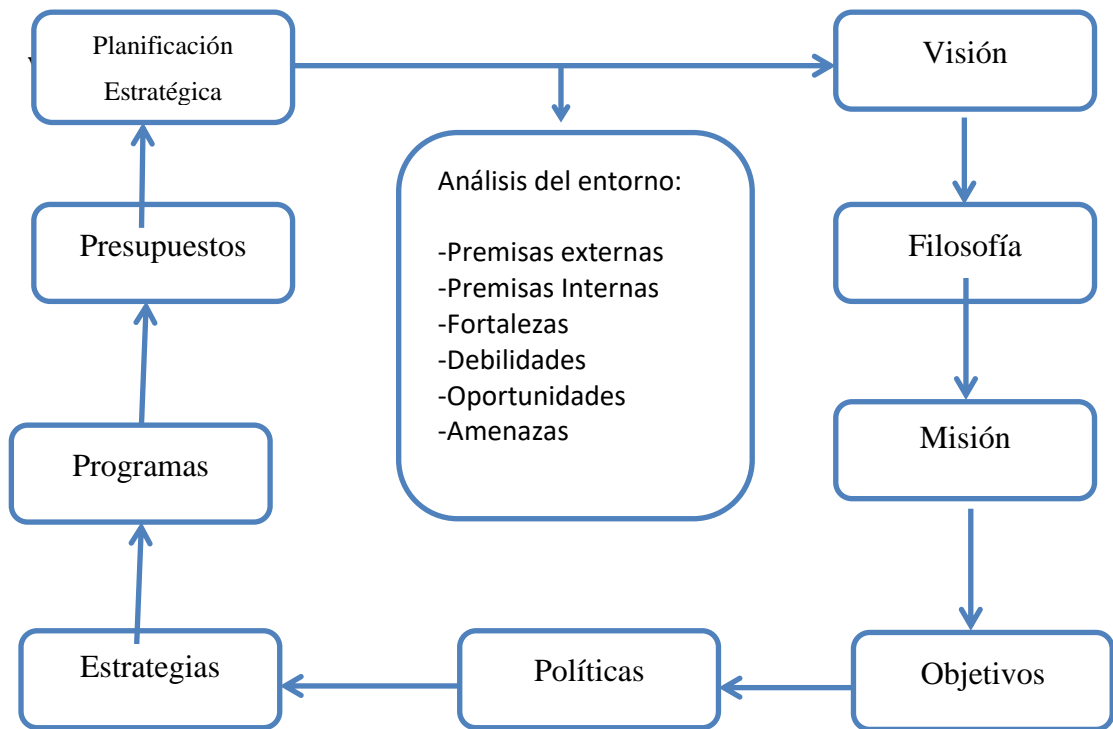 Planificación
Estratégica
Visión
Análisis del entorno:
-Premisas externas
-Premisas Internas
-Fortalezas
-Debilidades
-Oportunidades
-Amenazas
Presupuestos
Filosofía
Programas
Misión
Estrategias
Políticas
Objetivos